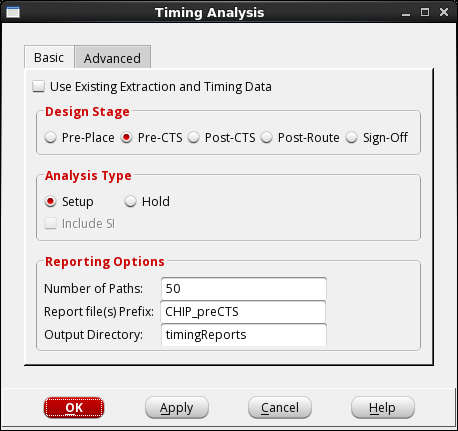 Timing Analysis
Basic Advanced
Use Existing Extraction and Timing Data
Design Stage
Pre-Place Pre-CTS Post-CTS Post-Route Sign-Off
Analysis Type
Setup Hold
Include SI
Reporting Options
Number of Paths: 50
Report file(s) Prefix: CHIP_preCTS
Output Directory: timingReports
OK Apply Cancel Help